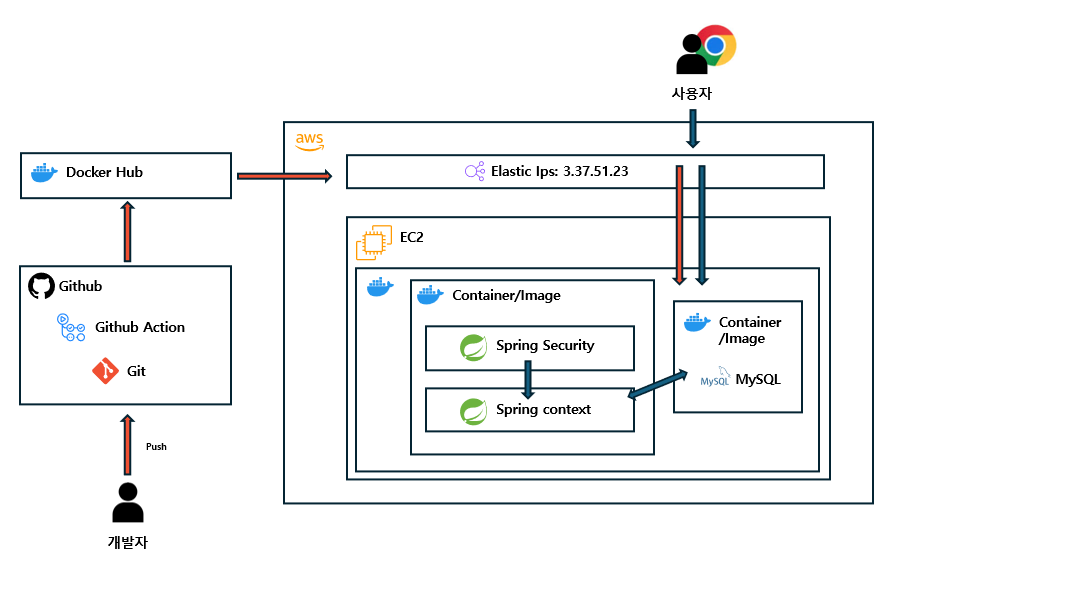 사용자
aws
Docker Hub
Elastic Ips: 3.37.51.23
EC2
Github
Container/Image
Container
/Image
Github Action
Spring Security
Git
MySQL MySQL
Spring context
Push
개발자